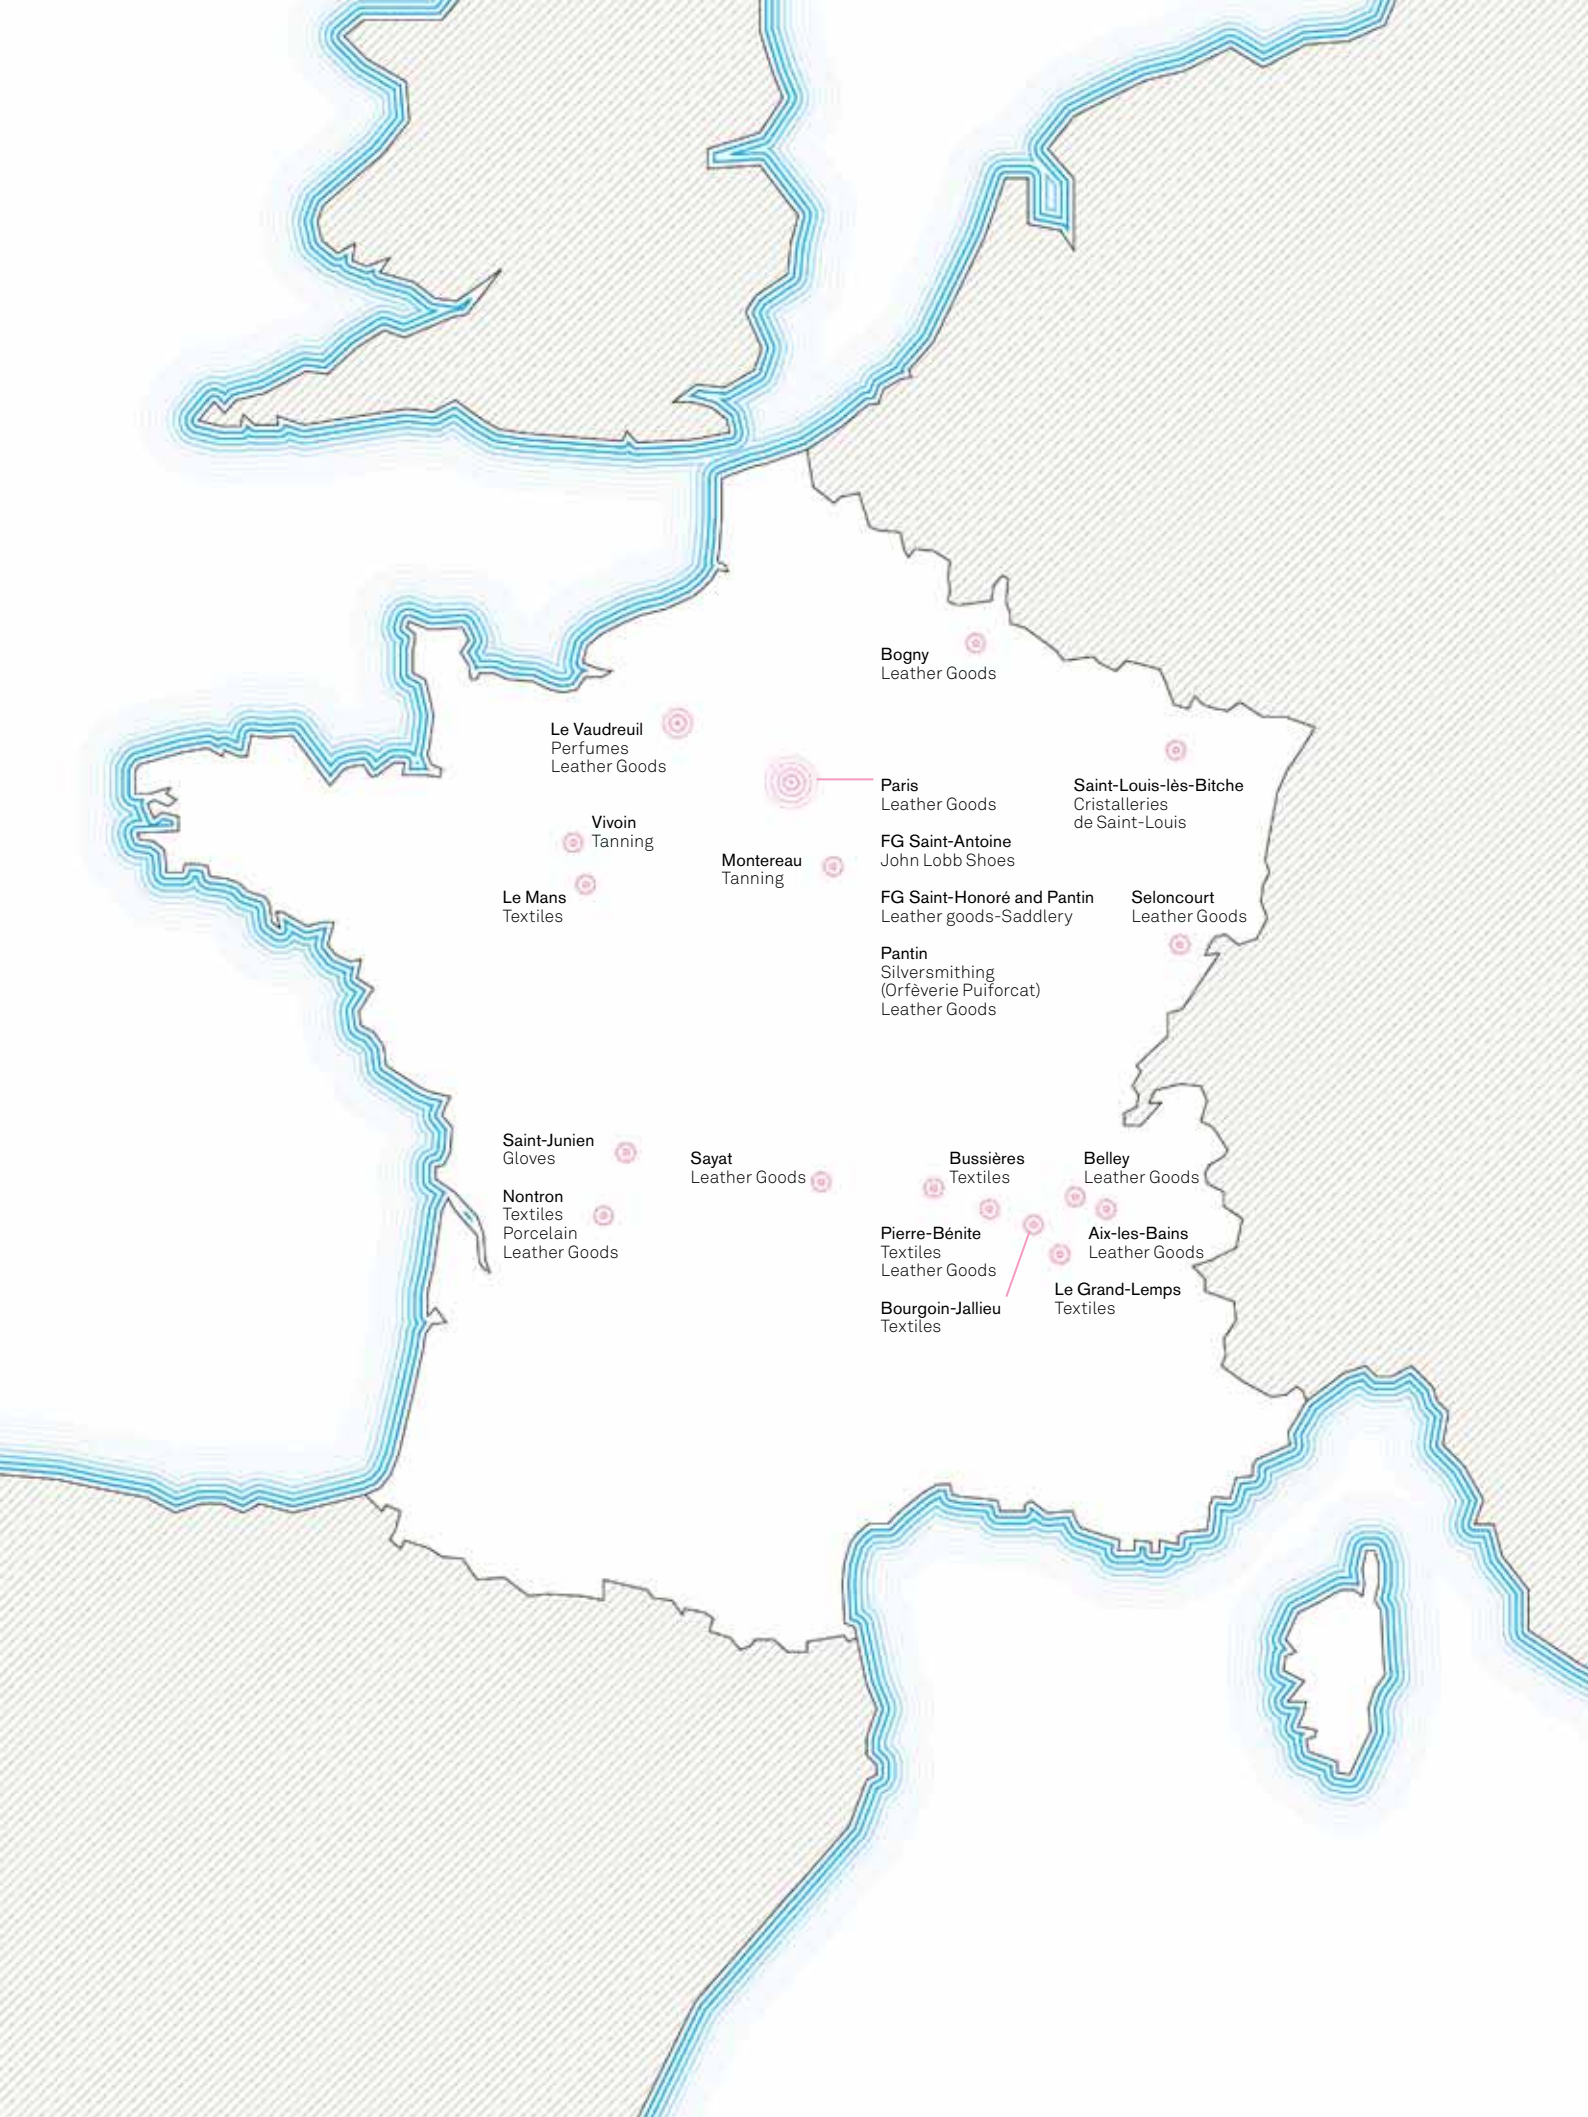 Bogny
Leather Goods
Le Vaudreuil
Perfumes
Leather Goods
Paris
Leather Goods
FG Saint-Antoine
John Lobb Shoes
FG Saint-Honoré and Pantin
Leather goods-Saddlery
Pantin
Silversmithing
(Orfèverie Puiforcat)
Leather Goods
Saint-Louis-lès-Bitche
Cristalleries
de Saint-Louis
Vivoin
Tanning
Montereau
Tanning
Le Mans
Textiles
Seloncourt
Leather Goods
Saint-Junien
Gloves
Nontron
Textiles
Porcelain
Leather Goods
Sayat
Leather Goods
Bussières
Textiles
Belley
Leather Goods
Pierre-Bénite
Textiles
Leather Goods
Aix-les-Bains
Leather Goods
Bourgoin-Jallieu
Textiles
Le Grand-Lemps
Textiles